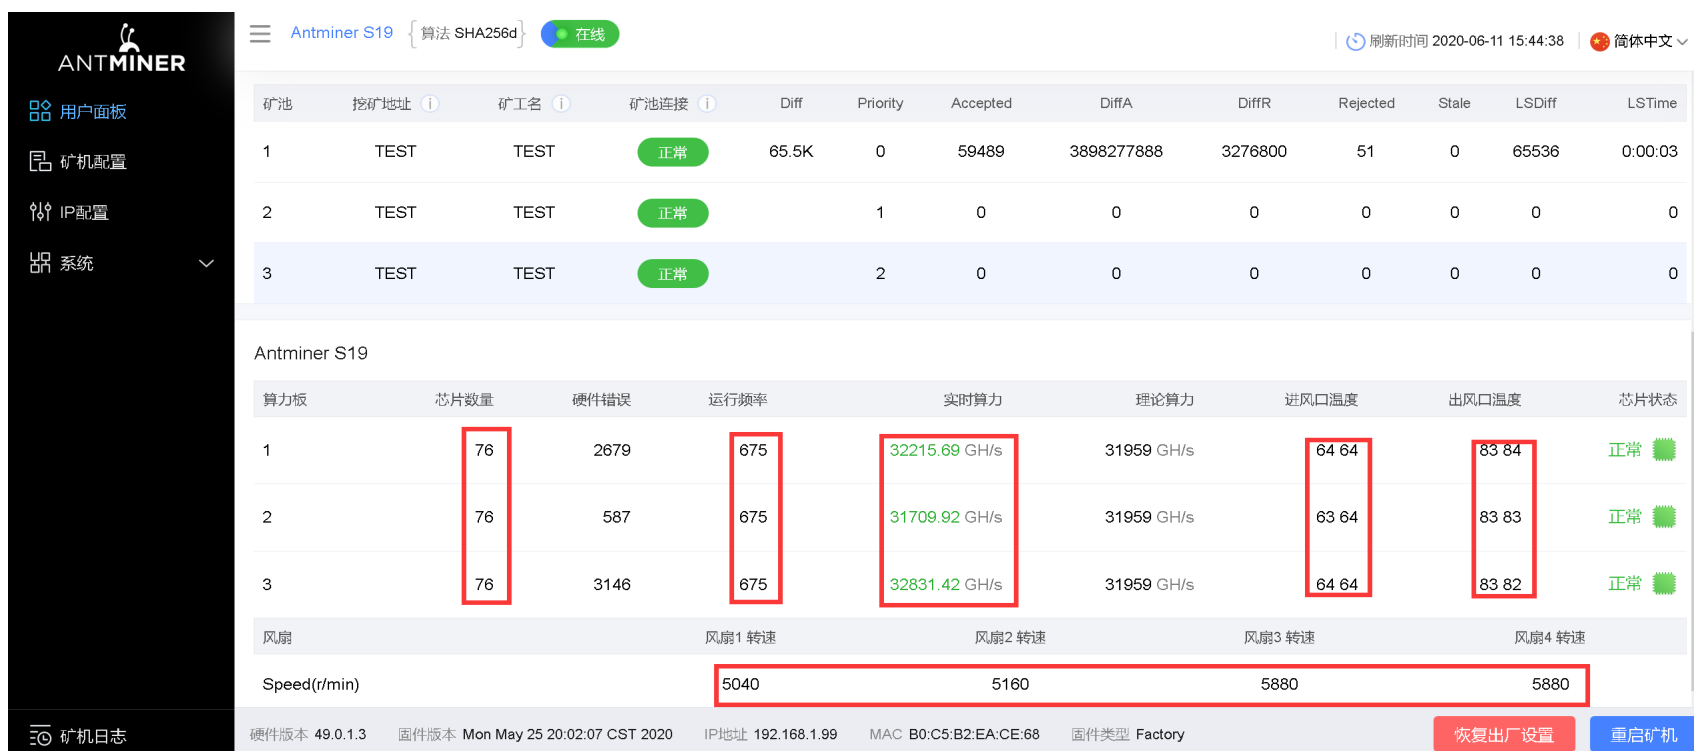 ANTMINER
Antminer S19 {算法 SHA256d} 在线
刷新时间 2020-06-11 15:44:38 简体中文
用户面板
矿机配置
IP配置
系统
矿机日志
矿池 挖矿地址 i 矿工名 i 矿池连接 i Diff Priority Accepted DiffA DiffR Rejected Stale LSDiff LSTime
1 TEST TEST 正常 65.5K 0 59489 3898277888 3276800 51 0 65536 0:00:03
2 TEST TEST 正常 1 0 0 0 0 0 0 0
3 TEST TEST 正常 2 0 0 0 0 0 0 0
Antminer S19
算力板 芯片数量 硬件错误 运行频率 实时算力 理论算力 进风口温度 出风口温度 芯片状态
1 76 2679 675 32215.69 GH/s 31959 GH/s 64 64 83 84 正常
2 76 587 675 31709.92 GH/s 31959 GH/s 63 64 83 83 正常
3 76 3146 675 32831.42 GH/s 31959 GH/s 64 64 83 82 正常
风扇 风扇1 转速 风扇2 转速 风扇3 转速 风扇4 转速
Speed(r/min) 5040 5160 5880 5880
硬件版本 49.0.1.3 固件版本 Mon May 25 20:02:07 CST 2020 IP地址 192.168.1.99 MAC B0:C5:B2:EA:CE:68 固件类型 Factory 恢复出厂设置 重启矿机